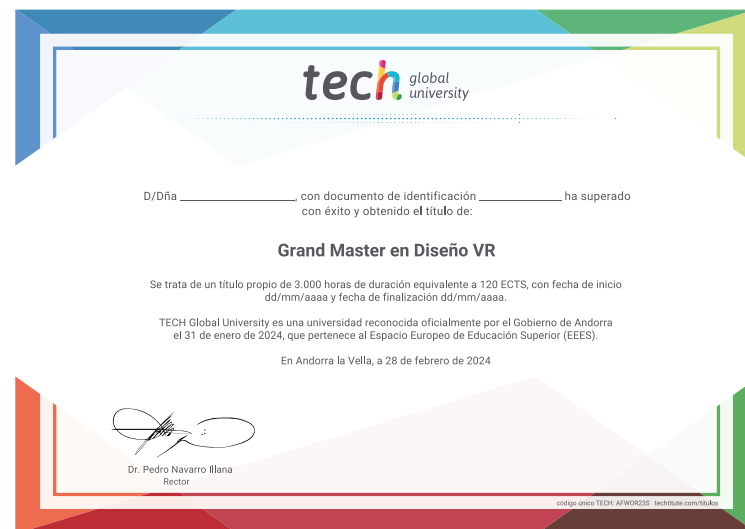 tech global university
D/Dña ____________, con documento de identificación ____________ ha superado
con éxito y obtenido el título de:
Grand Master en Diseño VR
Se trata de un título propio de 3.000 horas de duración equivalente a 120 ECTS, con fecha de inicio
dd/mm/aaaa y fecha de finalización dd/mm/aaaa.
TECH Global University es una universidad reconocida oficialmente por el Gobierno de Andorra
el 31 de enero de 2024, que pertenece al Espacio Europeo de Educación Superior (EEES).
En Andorra la Vella, a 28 de febrero de 2024
Dr. Pedro Navarro Illana
Rector
código único TECH: AFWOR23S techtitute.com/titulos